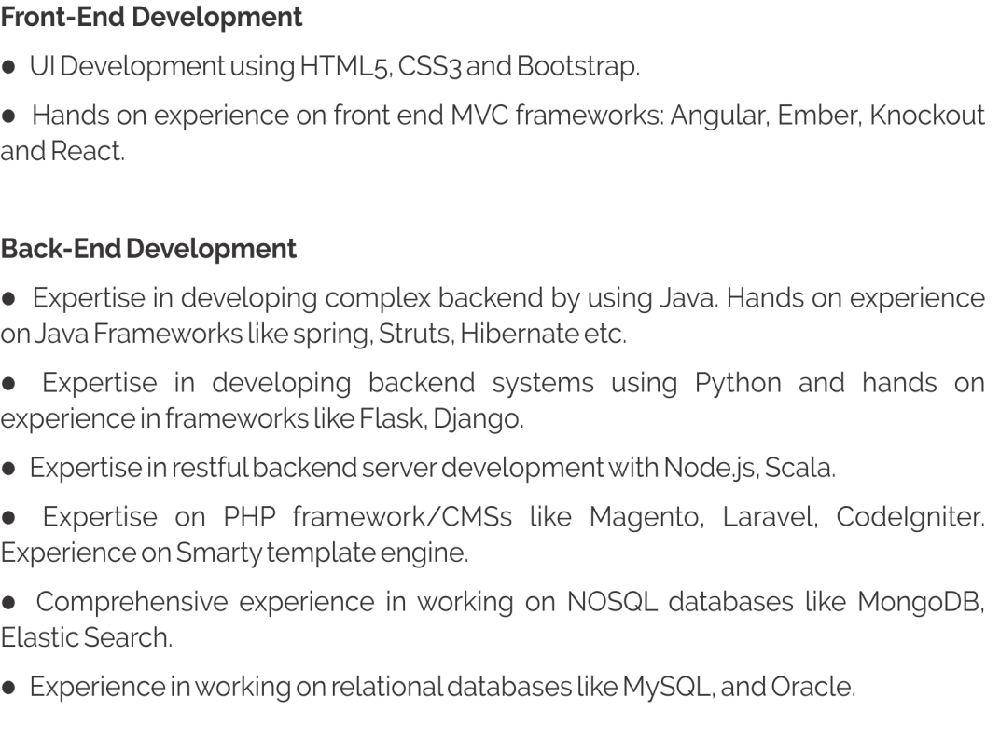 Front-End Development
● UI Development using HTML5, CSS3 and Bootstrap.
● Hands on experience on front end MVC frameworks: Angular, Ember, Knockout
and React.
Back-End Development
● Expertise in developing complex backend by using Java. Hands on experience
on Java Frameworks like spring, Struts, Hibernate etc.
● Expertise in developing backend systems using Python and hands on
experience in frameworks like Flask, Django.
● Expertise in restful backend server development with Node.js, Scala.
● Expertise on PHP framework/CMSs like Magento, Laravel, CodeIgniter.
Experience on Smarty template engine.
● Comprehensive experience in working on NOSQL databases like MongoDB,
Elastic Search.
● Experience in working on relational databases like MySQL, and Oracle.